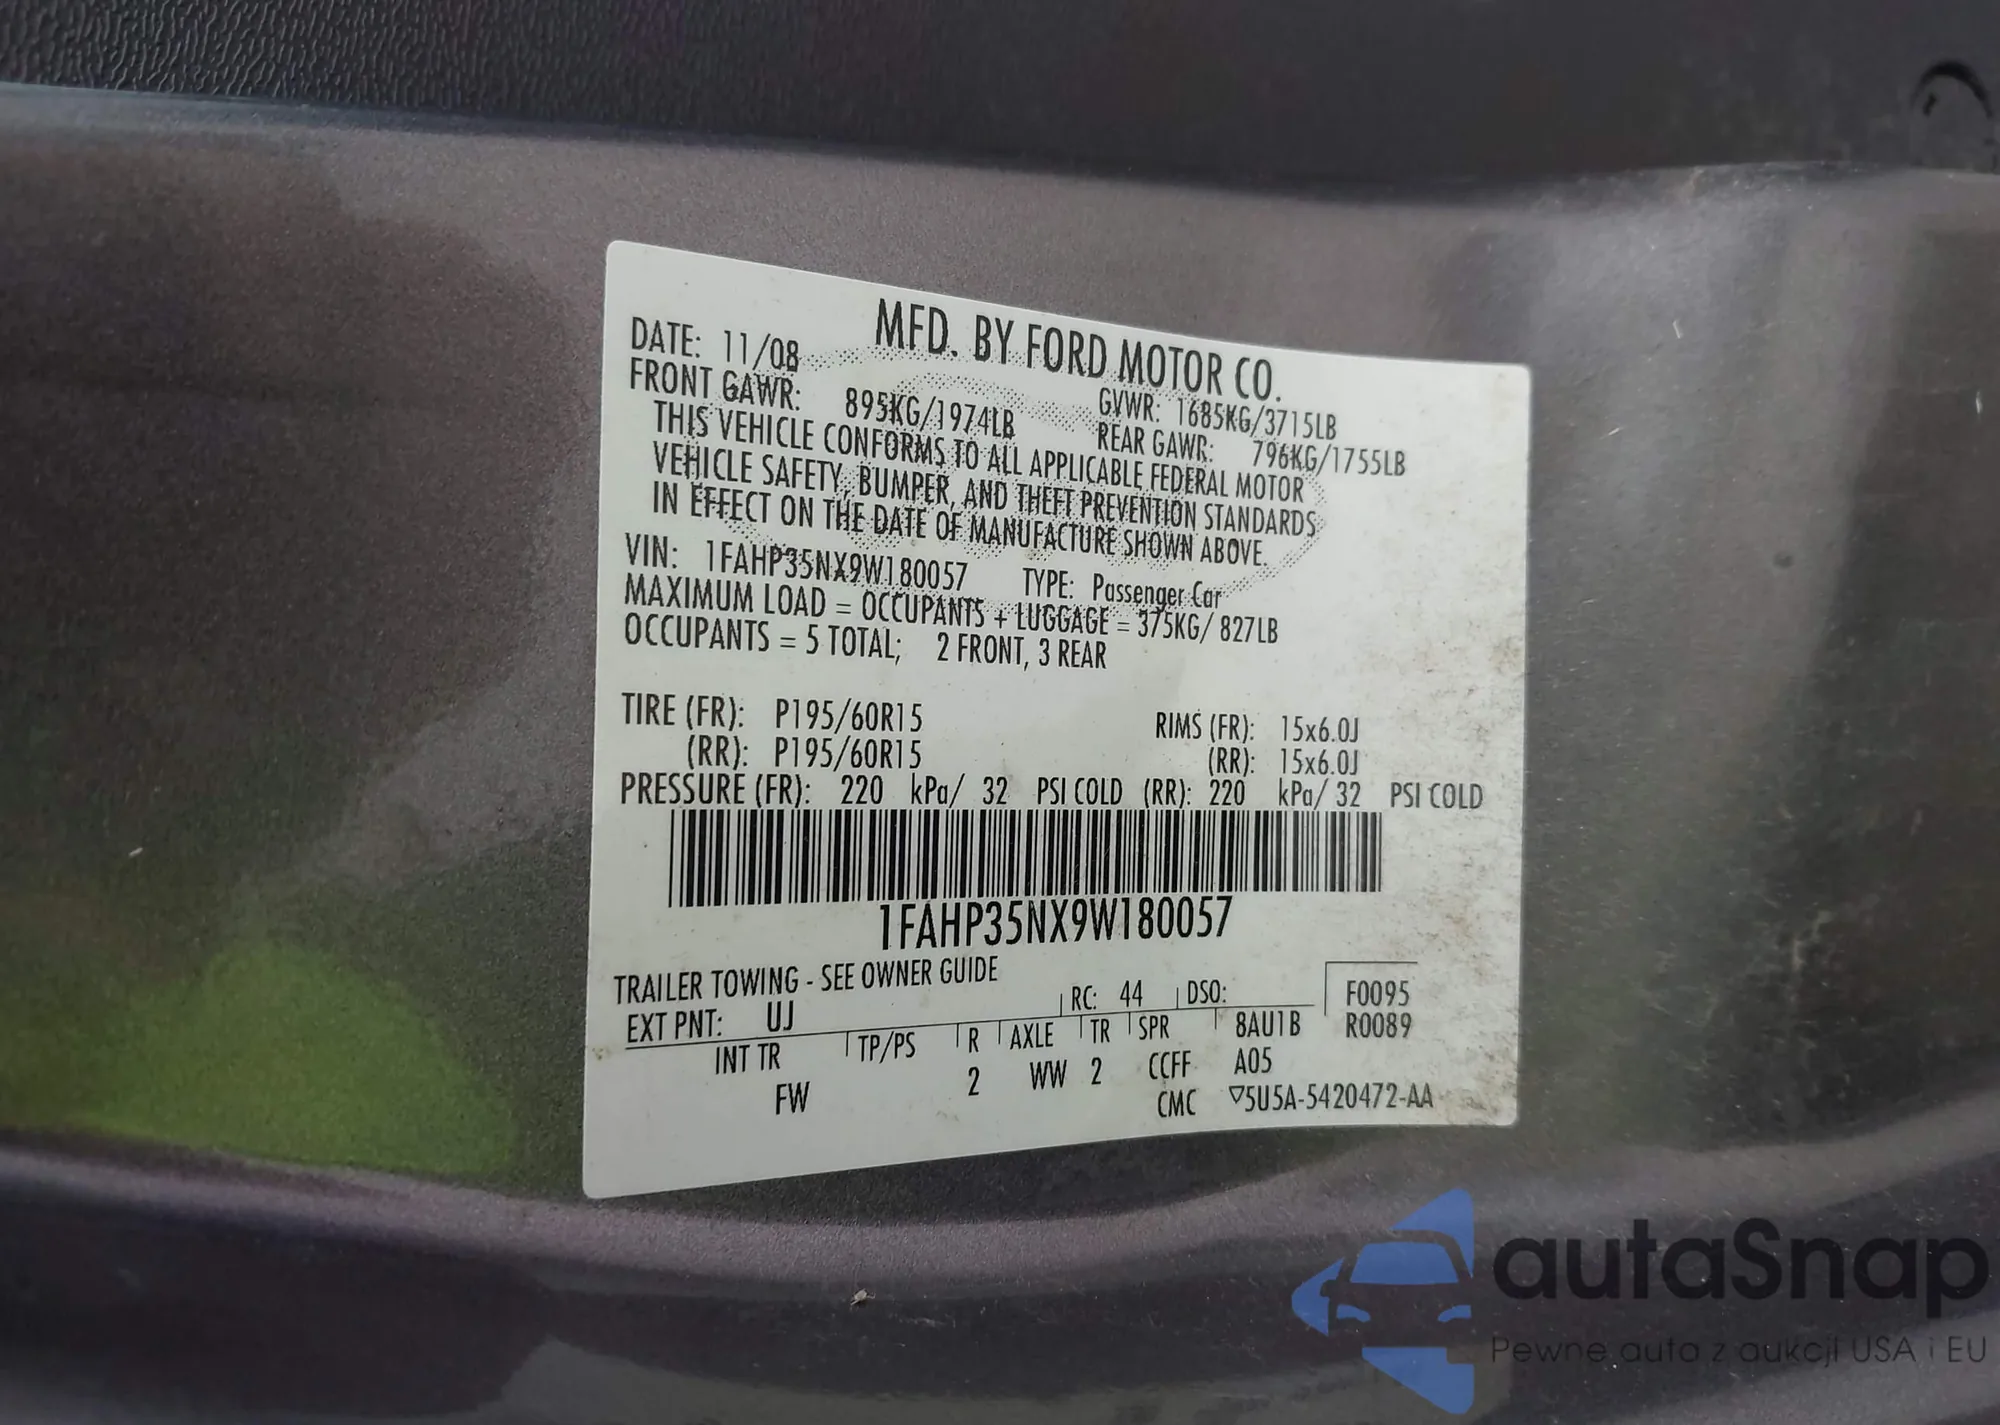 MFD. BY FORD MOTOR CO.
DATE: 11/08 GVWR: 1685KG/3715LB
FRONT GAWR: 895KG/1974LB REAR GAWR: 796KG/1755LB
THIS VEHICLE CONFORMS TO ALL APPLICABLE FEDERAL MOTOR
VEHICLE SAFETY, BUMPER, AND THEFT PREVENTION STANDARDS
IN EFFECT ON THE DATE OF MANUFACTURE SHOWN ABOVE.
VIN: 1FAHP35NX9W180057 TYPE: Passenger Car
MAXIMUM LOAD = OCCUPANTS + LUGGAGE = 375KG/ 827LB
OCCUPANTS = 5 TOTAL; 2 FRONT, 3 REAR
TIRE (FR): P195/60R15 RIMS (FR): 15x6.0J
(RR): P195/60R15 (RR): 15x6.0J
PRESSURE (FR): 220 kPa/ 32 PSI COLD (RR): 220 kPa/ 32 PSI COLD
1FAHP35NX9W180057
TRAILER TOWING - SEE OWNER GUIDE
EXT PNT: UJ RC: 44 DSO: F0095
INT TR TP/PS R AXLE TR SPR 8AU1B R0089
FW 2 WW 2 CCFF A05
CMC ▽5U5A-5420472-AA
autaSnap
Pewne auta z aukcji USA i EU